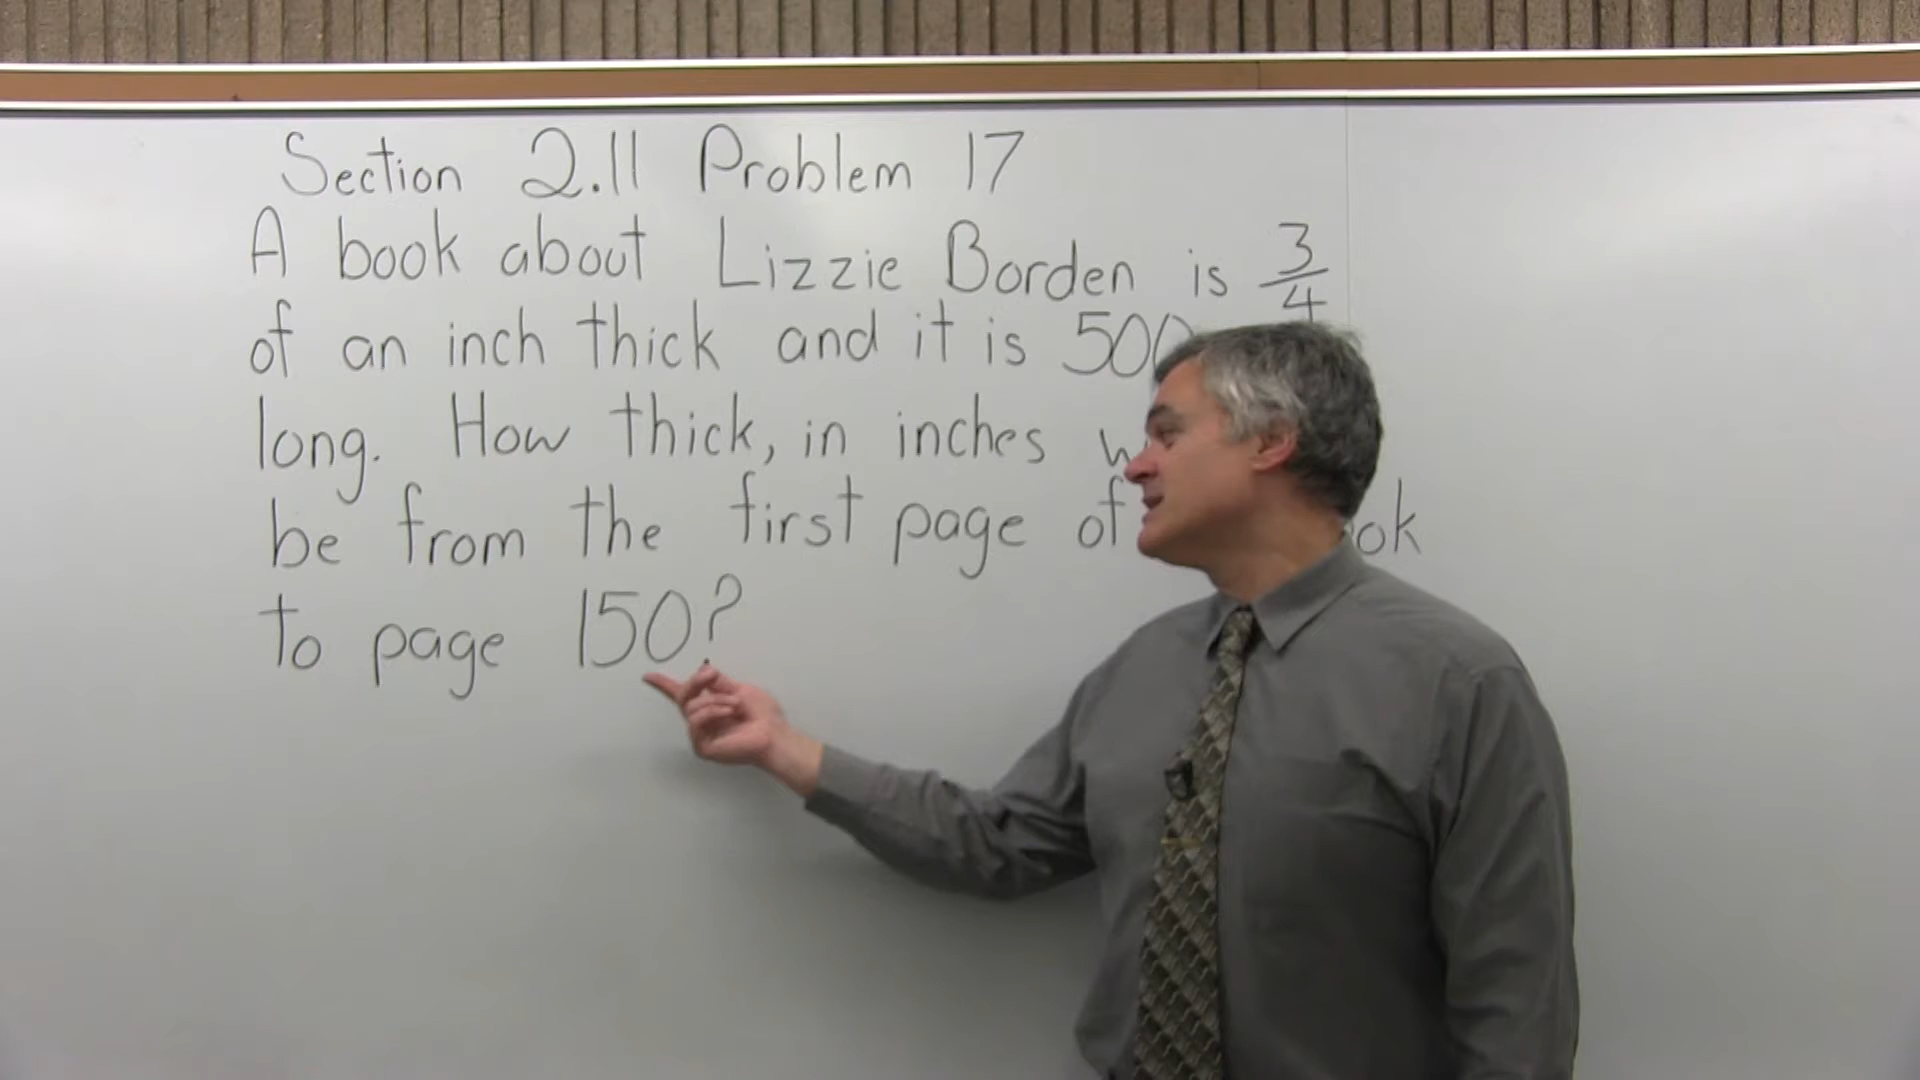 Section 2.11 Problem 17
A book about Lizzie Borden is 3/4
of an inch thick and it is 500
long. How thick, in inches
be from the first page of
to page 150?